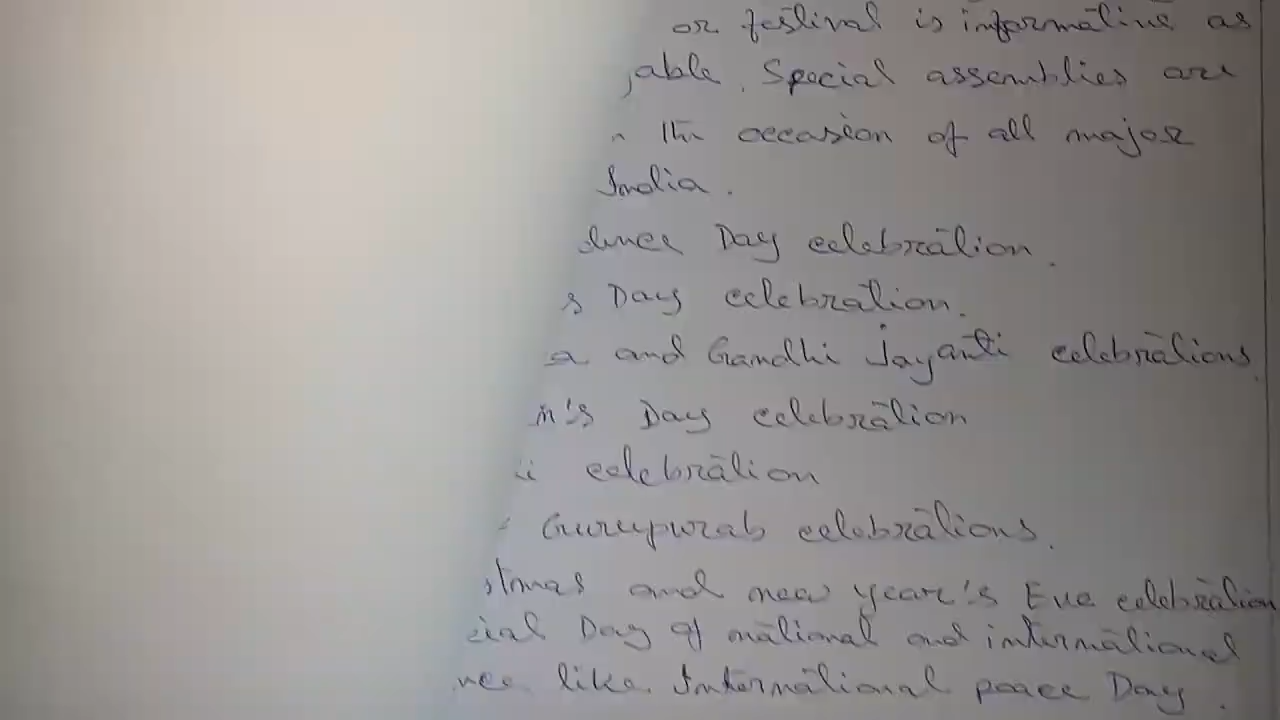 or festival is informative as
able. Special assemblies are
the occasion of all major
India.
Day celebration.
s Day celebration.
and Gandhi Jayanti celebrations.
n's Day celebration
celebration
Gurupurab celebrations.
stmas and new year's Eve celebration
cial Day of national and international
like International peace Day.